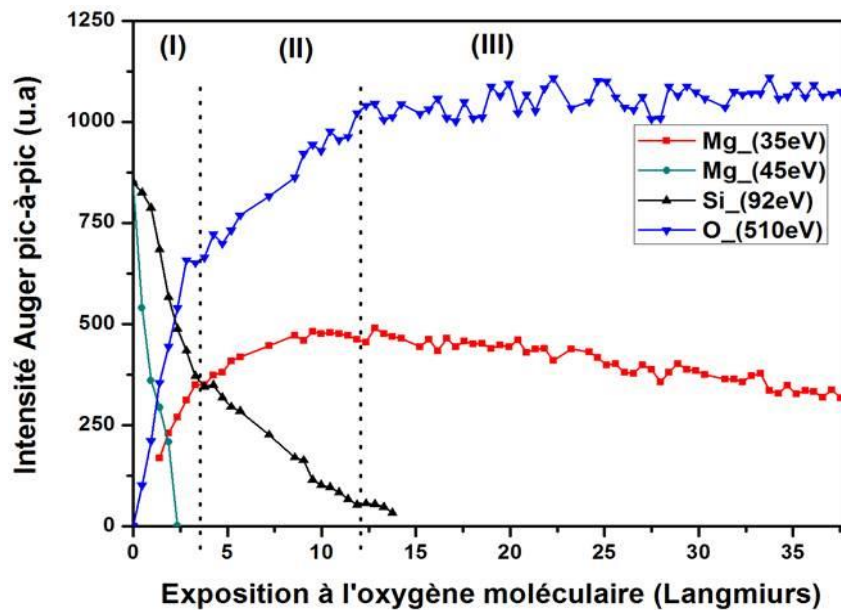 (I)
(II)
(III)
1250
1000
750
500
250
0
Intensité Auger pic-à-pic (u.a)
Mg_(35eV)
Mg_(45eV)
Si_(92eV)
O_(510eV)
0 5 10 15 20 25 30 35
Exposition à l'oxygène moléculaire (Langmiurs)